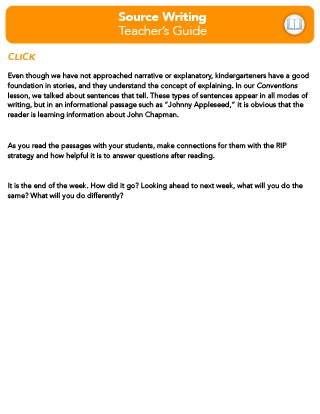 Source Writing
Teacher's Guide
CLICK
Even though we have not approached narrative or explanatory, kindergarteners have a good
foundation in stories, and they understand the concept of explaining. In our Conventions
lesson, we talked about sentences that tell. These types of sentences appear in all modes of
writing, but in an informational passage such as "Johnny Appleseed," it is obvious that the
reader is learning information about John Chapman.
As you read the passages with your students, make connections for them with the RIP
strategy and how helpful it is to answer questions after reading.
It is the end of the week. How did it go? Looking ahead to next week, what will you do the
same? What will you do differently?